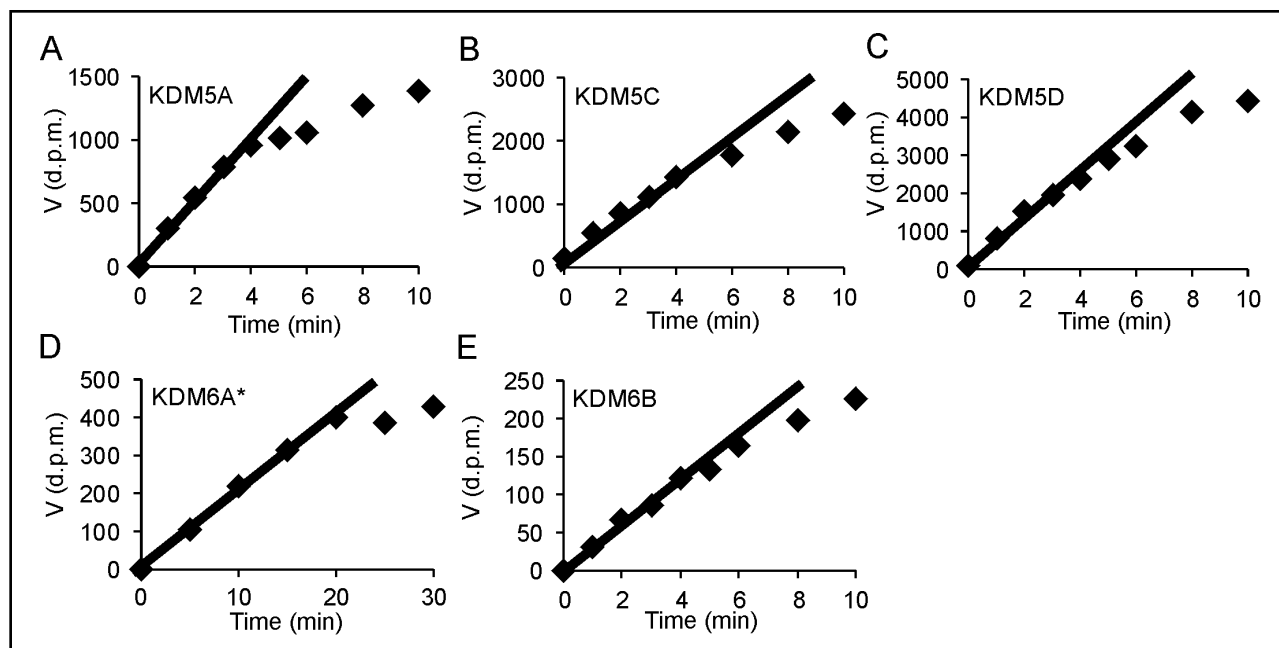 A
V (d.p.m.)
1500
1000
500
0
KDM5A
0 2 4 6 8 10
Time (min)
B
V (d.p.m.)
3000
2000
1000
0
KDM5C
0 2 4 6 8 10
Time (min)
C
V (d.p.m.)
5000
4000
3000
2000
1000
0
KDM5D
0 2 4 6 8 10
Time (min)
D
V (d.p.m.)
500
400
300
200
100
0
KDM6A*
0 10 20 30
Time (min)
E
V (d.p.m.)
250
200
150
100
50
0
KDM6B
0 2 4 6 8 10
Time (min)